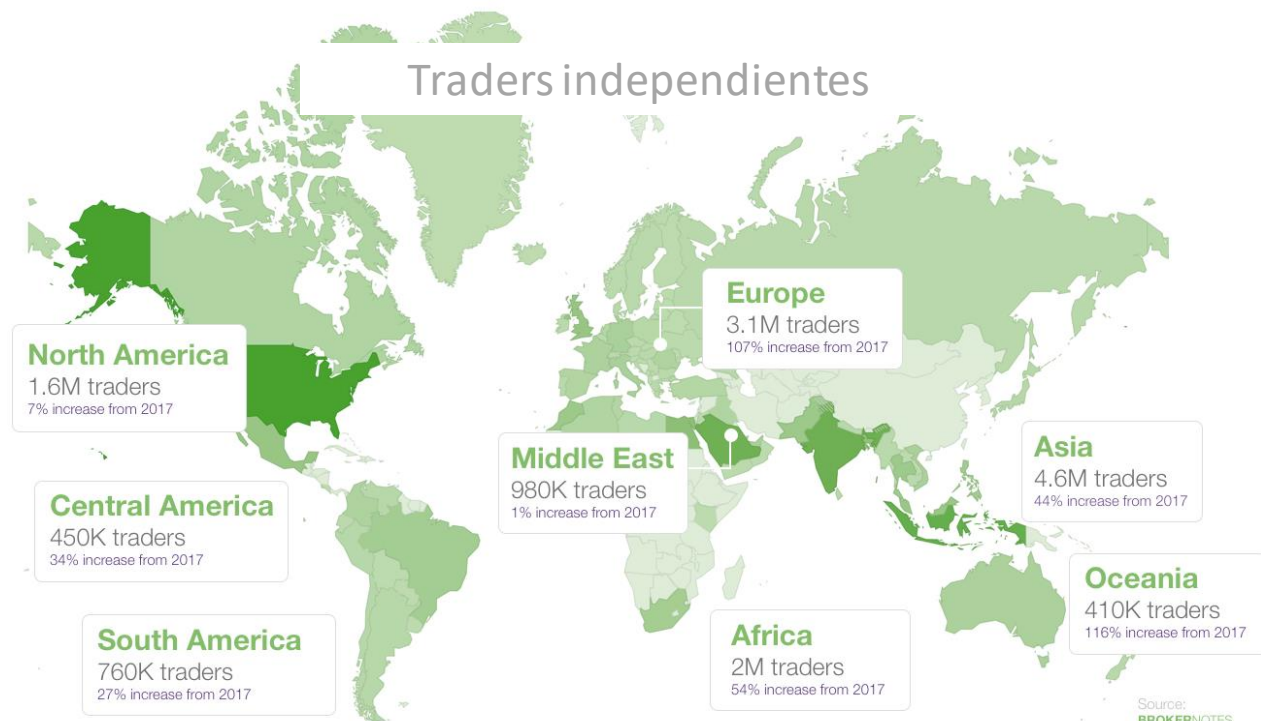 Traders independientes
Europe
3.1M traders
107% increase from 2017
North America
1.6M traders
7% increase from 2017
Middle East
980K traders
1% increase from 2017
Asia
4.6M traders
44% increase from 2017
Central America
450K traders
34% increase from 2017
Oceania
410K traders
116% increase from 2017
South America
760K traders
27% increase from 2017
Africa
2M traders
54% increase from 2017
Source:
BROKERNOTES